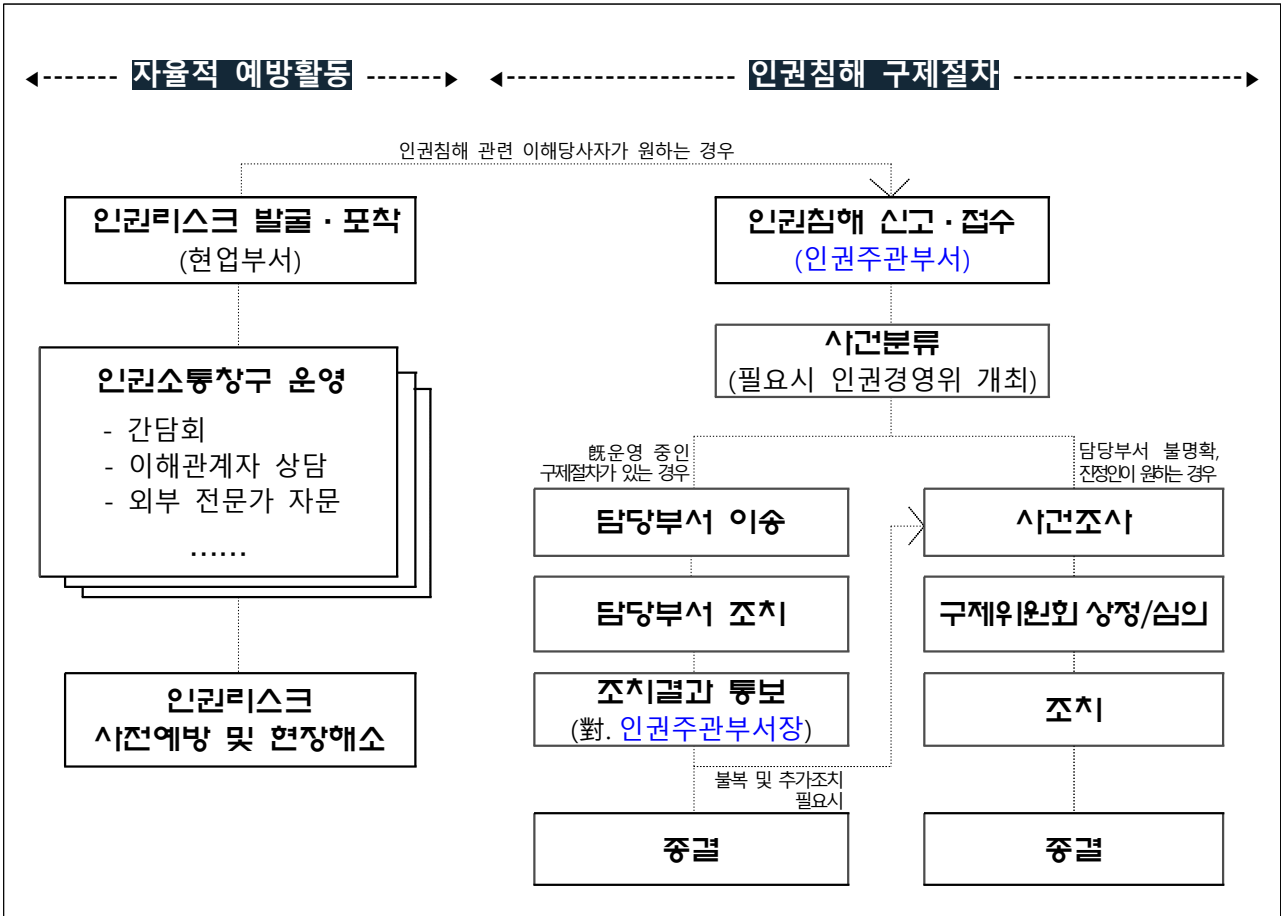 자율적 예방활동
인권침해 구제절차
인권침해 관련 이해당사자가 원하는 경우
인권리스크 발굴 · 포착
(현업부서)
인권소통창구 운영
- 간담회
- 이해관계자 상담
- 외부 전문가 자문
......
인권리스크
사전예방 및 현장해소
인권침해 신고 · 접수
(인권주관부서)
사건분류
(필요시 인권경영위 개최)
旣운영 중인
구제절차가 있는 경우
담당부서 이송
담당부서 조치
조치결과 통보
(對. 인권주관부서장)
불복 및 추가조치
필요시
종결
담당부서 불명확,
진정인이 원하는 경우
사건조사
구제위원회 상정/심의
조치
종결